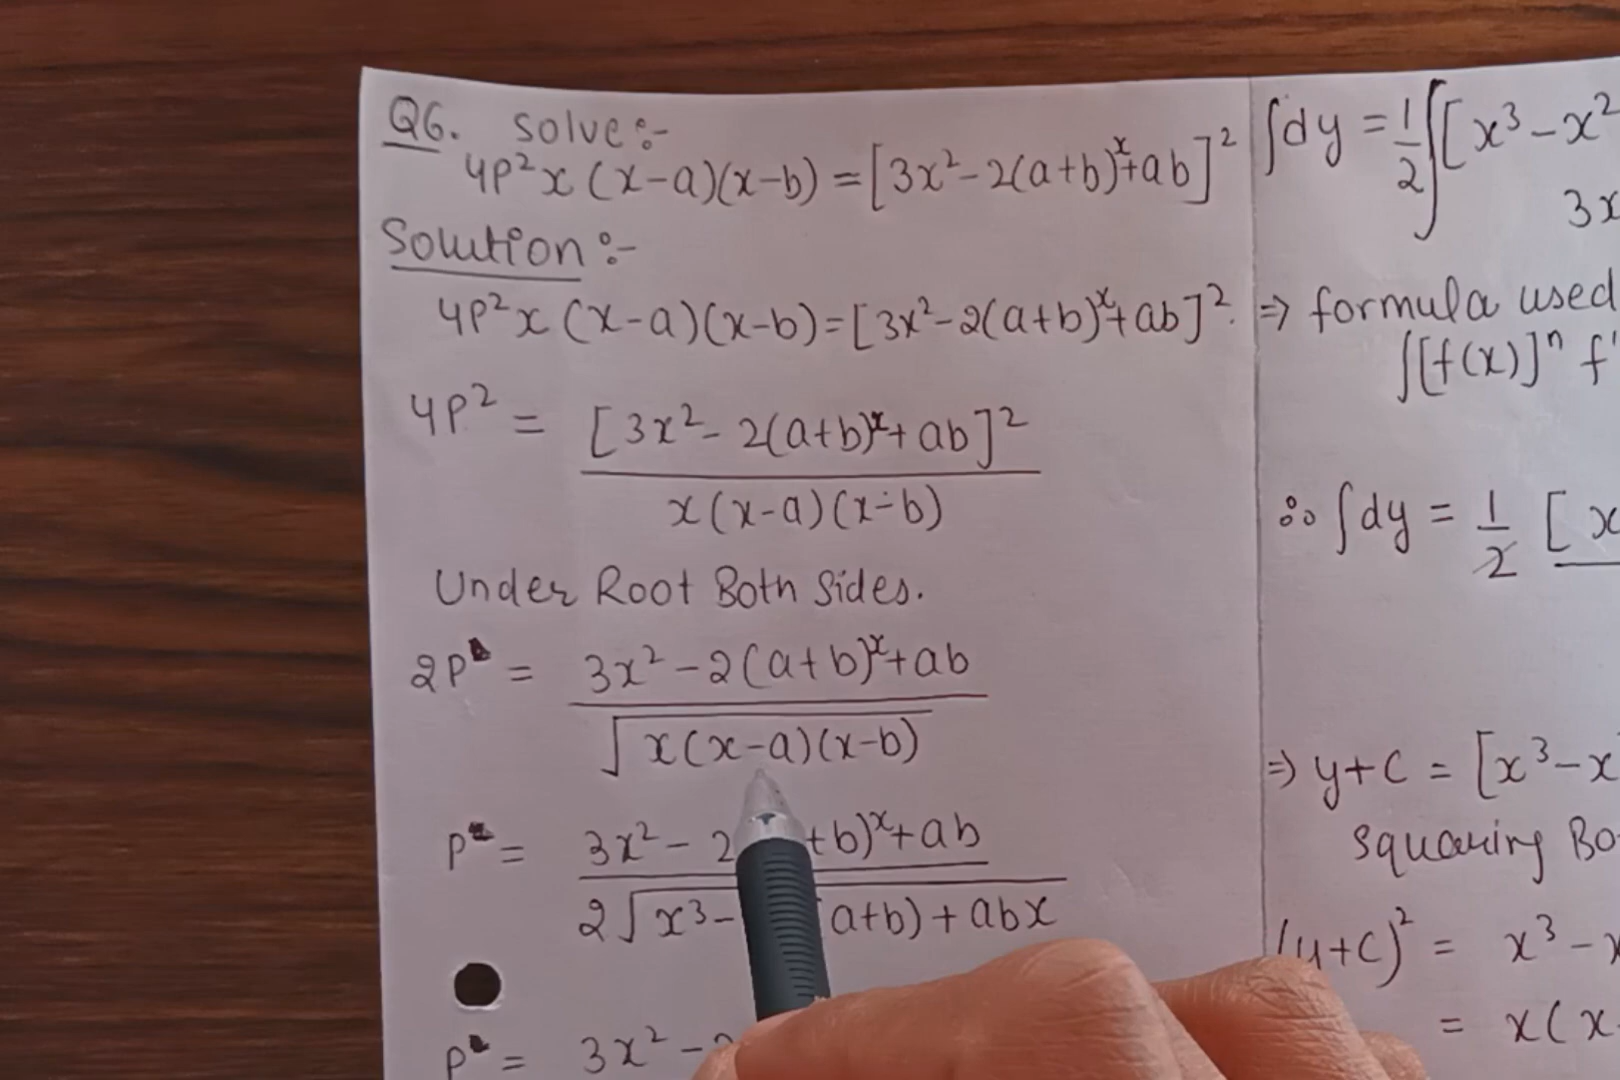 Q6. Solve:-
4P²x(x-a)(x-b)=[3x²-2(a+b)x+ab]²
Solution:-
4P²x(x-a)(x-b)=[3x²-2(a+b)x+ab]².
4P² = [3x²-2(a+b)x+ab]²
x(x-a)(x-b)
Under Root Both Sides.
2P = 3x²-2(a+b)x+ab
√x(x-a)(x-b)
P = 3x²-2 +b)x+ab
2√x³- (a+b)+abx
P = 3x²-
∫dy = 1/2∫[x³-x²
3x
⇒ formula used
∫[f(x)]ⁿ f'
∴ ∫dy = 1/2 [x
⇒ y+c = [x³-x
Squaring Bo
(y+c)² = x³-x
= x(x